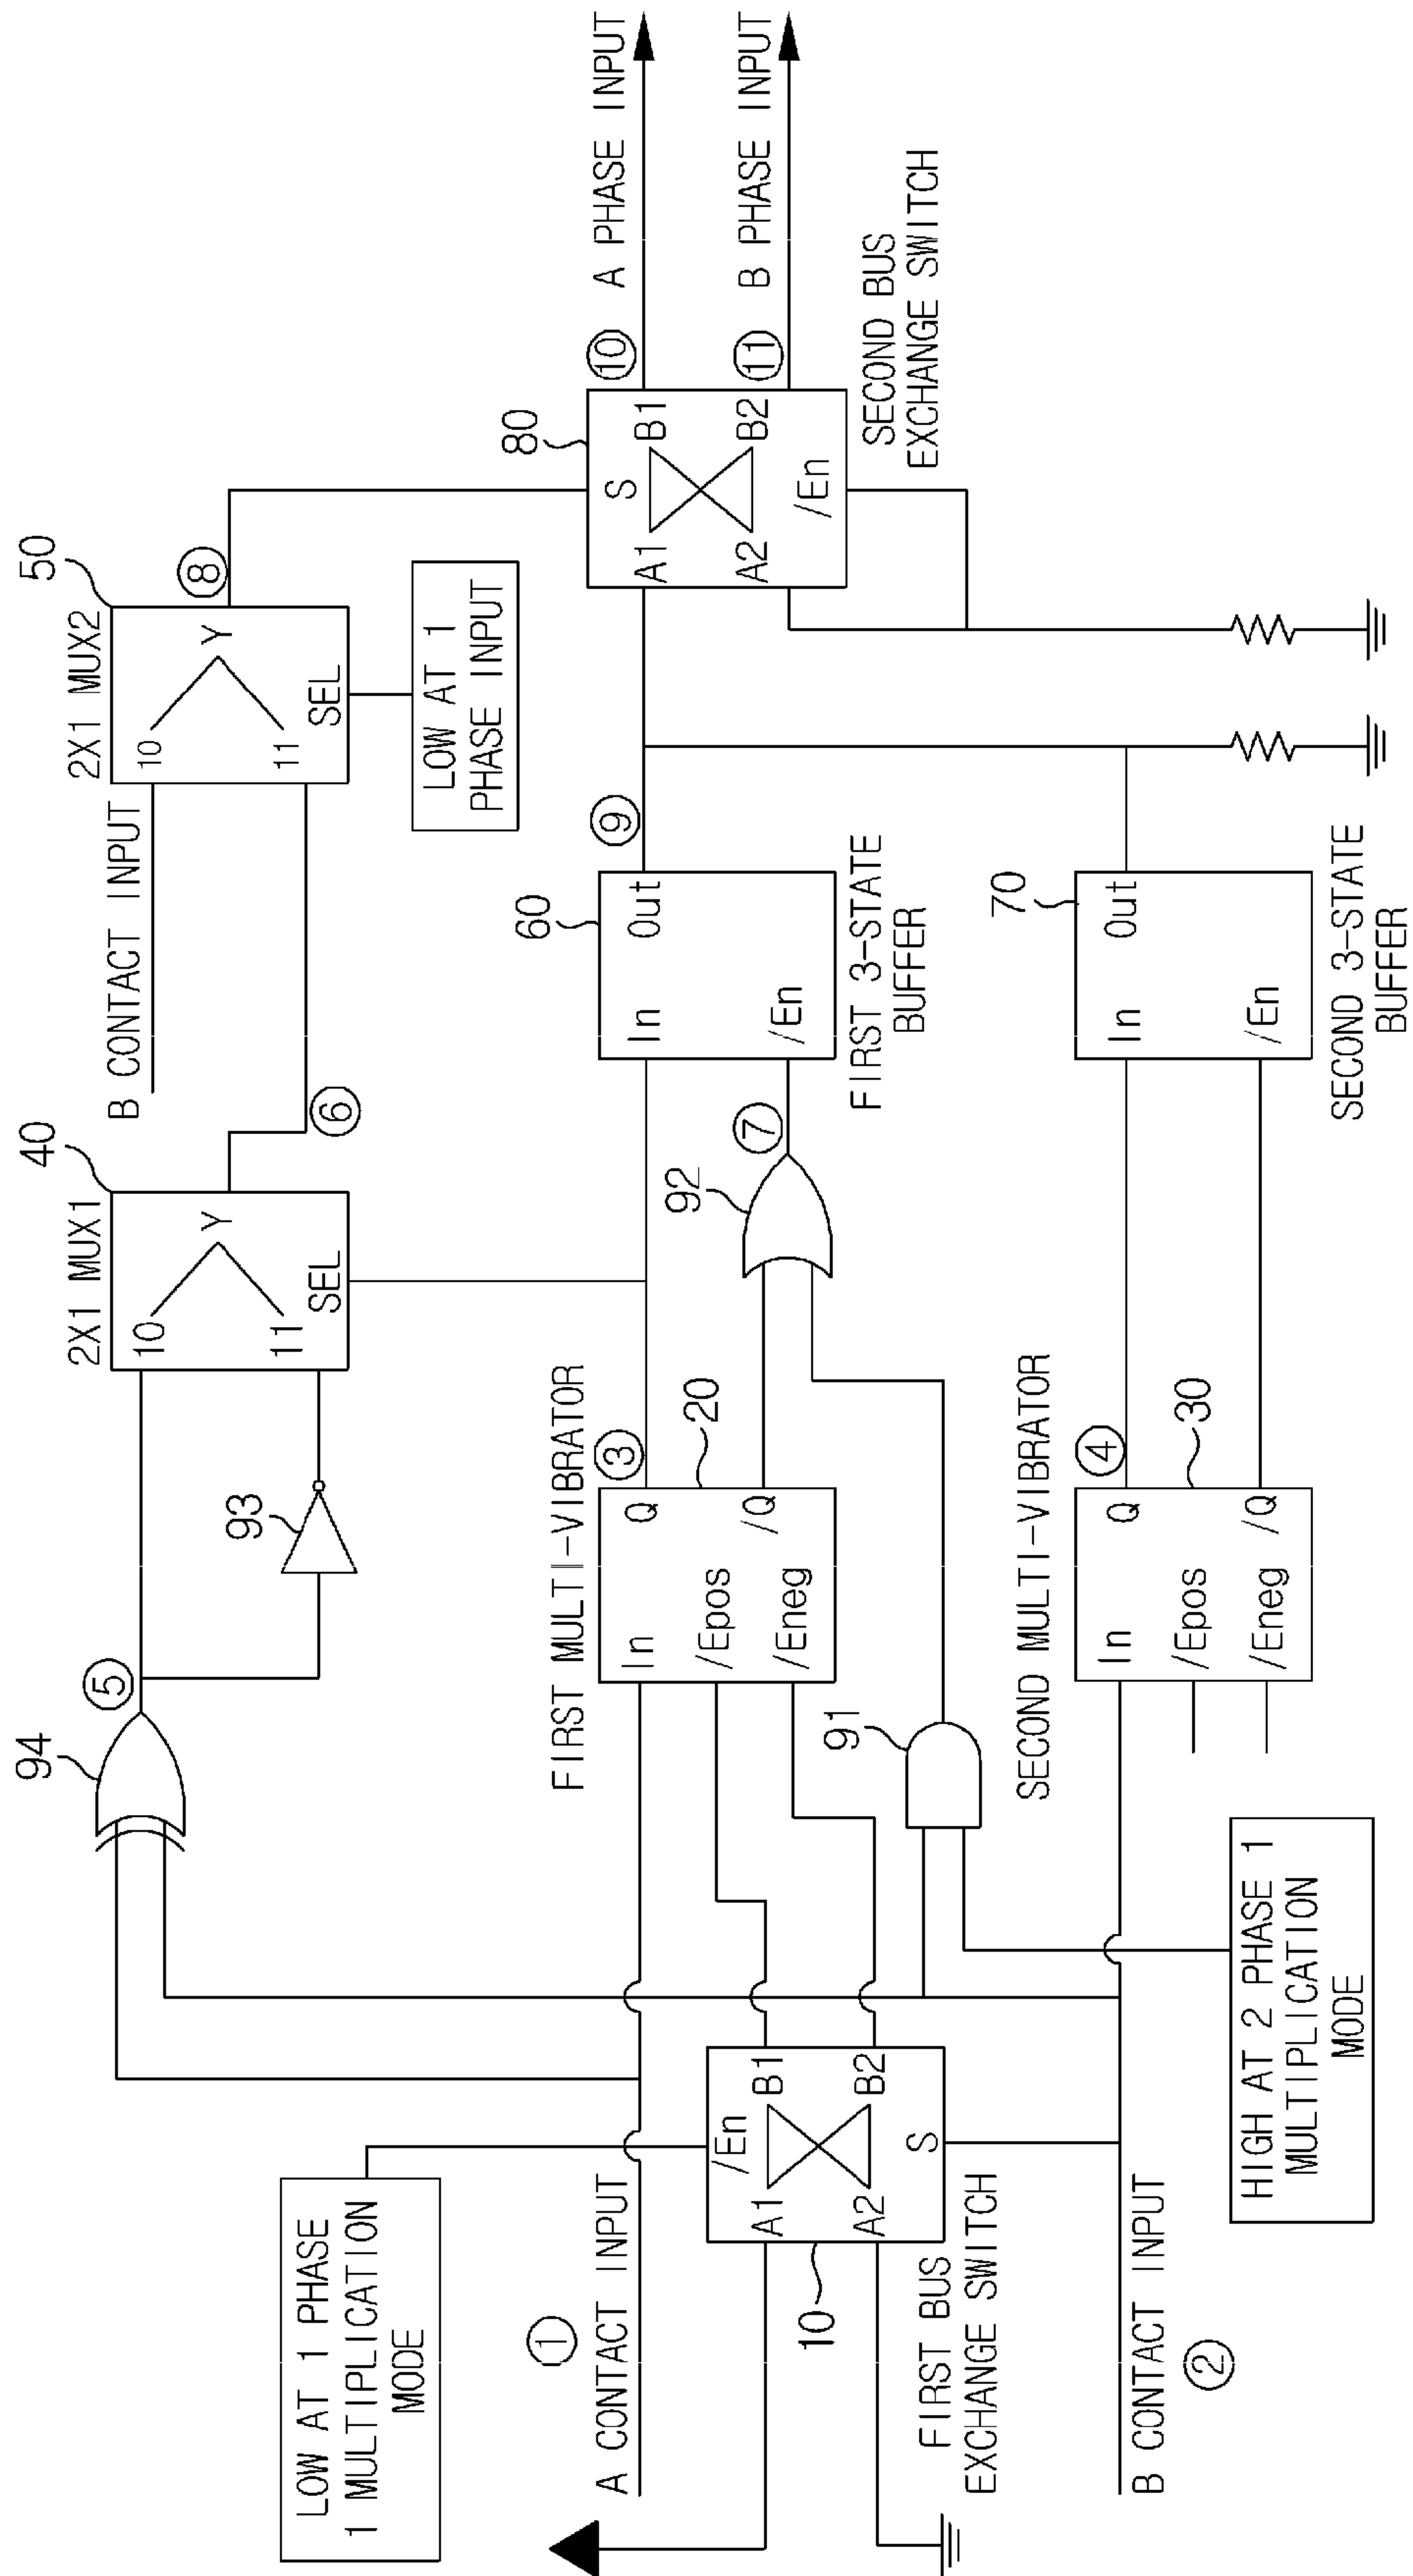 LOW AT 1 PHASE
1 MULTIPLICATION
MODE
①
A CONTACT INPUT
10
FIRST BUS
EXCHANGE SWITCH
/En
A1
B1
A2
B2
S
B CONTACT INPUT
②
HIGH AT 2 PHASE 1
MULTIPLICATION
MODE
94
⑤
93
91
FIRST MULTI-VIBRATOR
In
Q
/Epos
/Eneg
/Q
③
20
SECOND MULTI-VIBRATOR
In
Q
/Epos
/Eneg
/Q
④
30
2X1 MUX1
40
10
Y
11
SEL
⑥
92
⑦
B CONTACT INPUT
2X1 MUX2
50
10
Y
11
SEL
⑧
LOW AT 1
PHASE INPUT
60
In
Out
/En
⑨
FIRST 3-STATE
BUFFER
70
In
Out
/En
SECOND 3-STATE
BUFFER
80
S
A1
B1
A2
B2
/En
SECOND BUS
EXCHANGE SWITCH
⑩
A PHASE INPUT
⑪
B PHASE INPUT